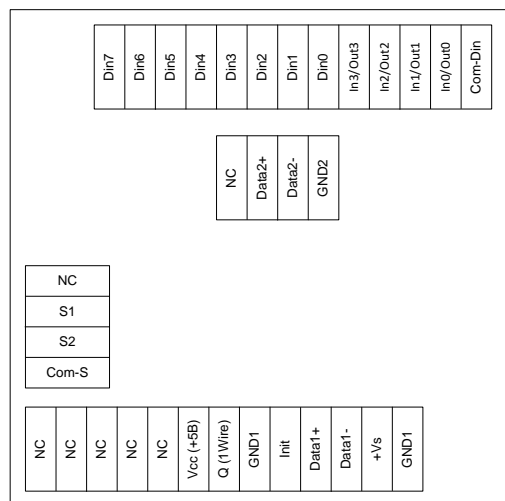 Din7
Din6
Din5
Din4
Din3
Din2
Din1
Din0
In3/Out3
In2/Out2
In1/Out1
In0/Out0
Com-Din
NC
Data2+
Data2-
GND2
NC
S1
S2
Com-S
NC
NC
NC
NC
NC
Vcc (+5B)
Q (1Wire)
GND1
Init
Data1+
Data1-
+Vs
GND1